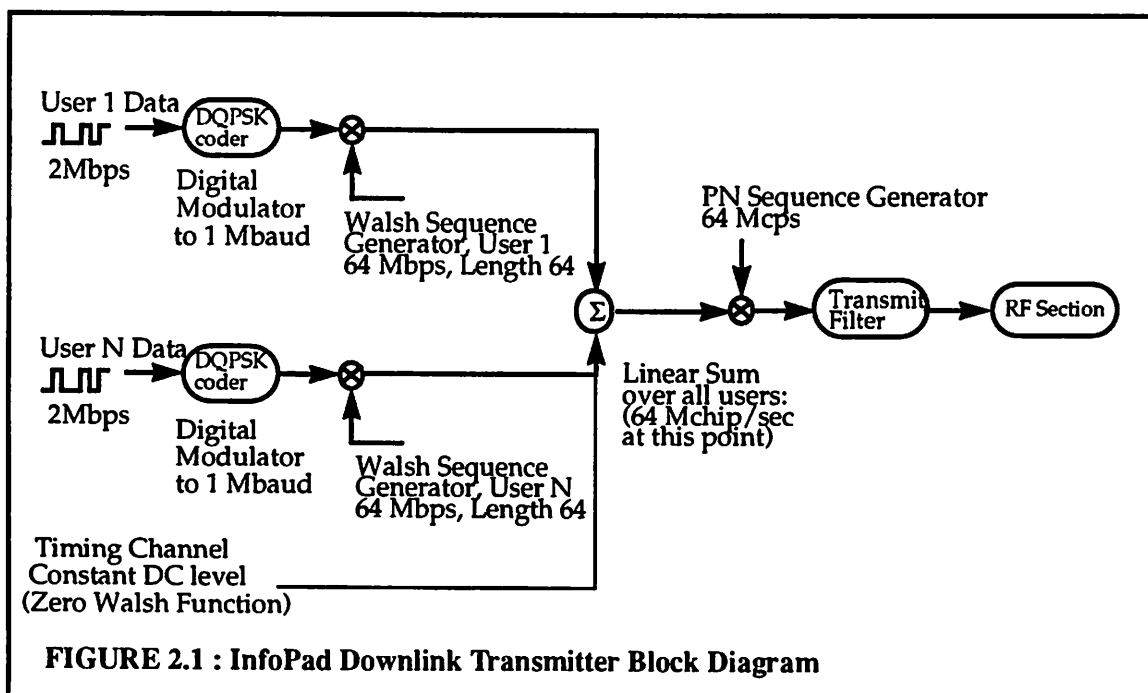 User 1 Data
2Mbps
DQPSK
coder
Digital
Modulator
to 1 Mbaud
Walsh Sequence
Generator, User 1
64 Mbps, Length 64
User N Data
2Mbps
DQPSK
coder
Digital
Modulator
to 1 Mbaud
Walsh Sequence
Generator, User N
64 Mbps, Length 64
Timing Channel
Constant DC level
(Zero Walsh Function)
Σ
Linear Sum
over all users:
(64 Mchip/sec
at this point)
PN Sequence Generator
64 Mcps
Transmit
Filter
RF Section
FIGURE 2.1 : InfoPad Downlink Transmitter Block Diagram